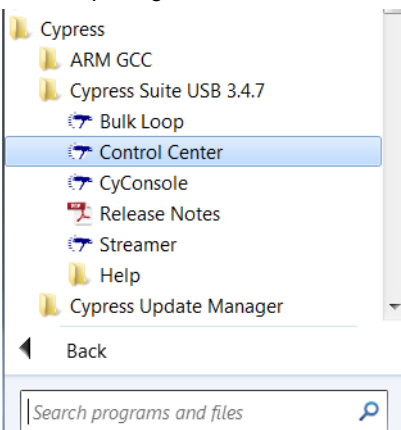 Cypress
ARM GCC
Cypress Suite USB 3.4.7
Bulk Loop
Control Center
CyConsole
Release Notes
Streamer
Help
Cypress Update Manager
Back
Search programs and files